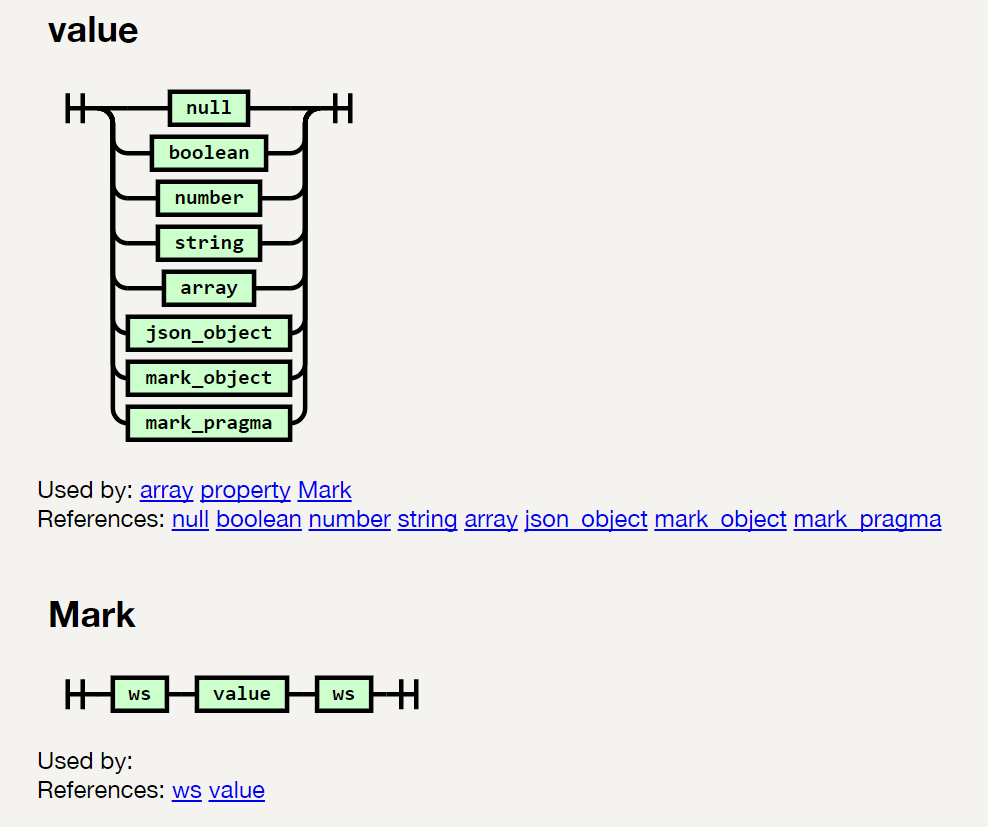 value
null
boolean
number
string
array
json_object
mark_object
mark_pragma
Used by: array property Mark
References: null boolean number string array json_object mark_object mark_pragma
Mark
ws value ws
Used by:
References: ws value